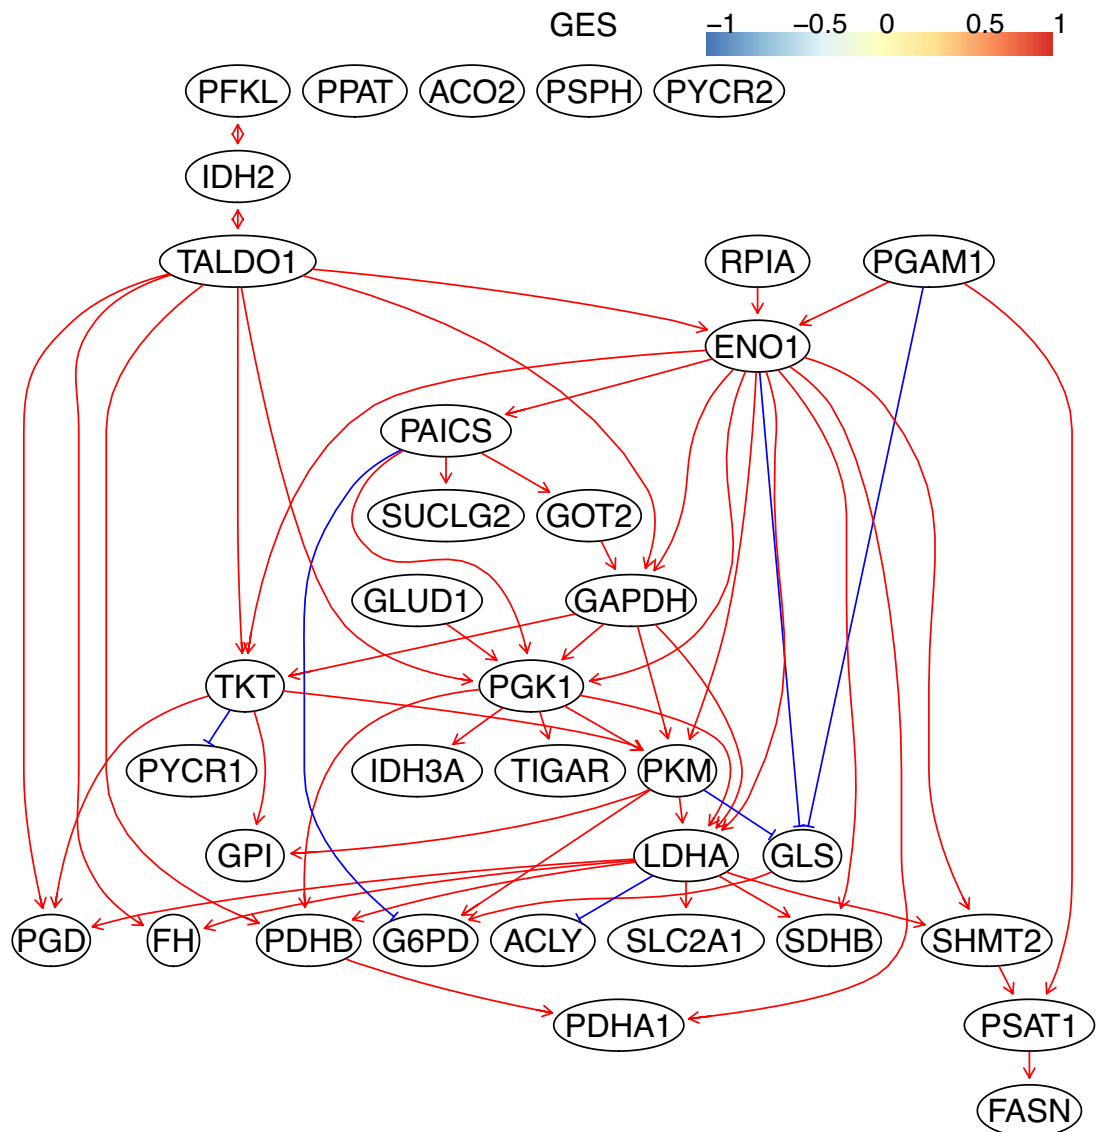 GES
−1 −0.5 0 0.5 1
PFKL PPAT ACO2 PSPH PYCR2
IDH2
TALDO1 RPIA PGAM1
ENO1
PAICS
SUCLG2 GOT2
GLUD1 GAPDH
TKT PGK1
PYCR1 IDH3A TIGAR PKM
GPI LDHA GLS
PGD FH PDHB G6PD ACLY SLC2A1 SDHB SHMT2
PDHA1 PSAT1
FASN